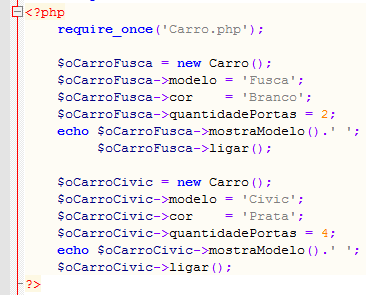 <?php
require_once('Carro.php');
$oCarroFusca = new Carro();
$oCarroFusca->modelo = 'Fusca';
$oCarroFusca->cor    = 'Branco';
$oCarroFusca->quantidadePortas = 2;
echo $oCarroFusca->mostraModelo().' ';
$oCarroFusca->ligar();
$oCarroCivic = new Carro();
$oCarroCivic->modelo = 'Civic';
$oCarroCivic->cor    = 'Prata';
$oCarroCivic->quantidadePortas = 4;
echo $oCarroCivic->mostraModelo().' ';
$oCarroCivic->ligar();
?>